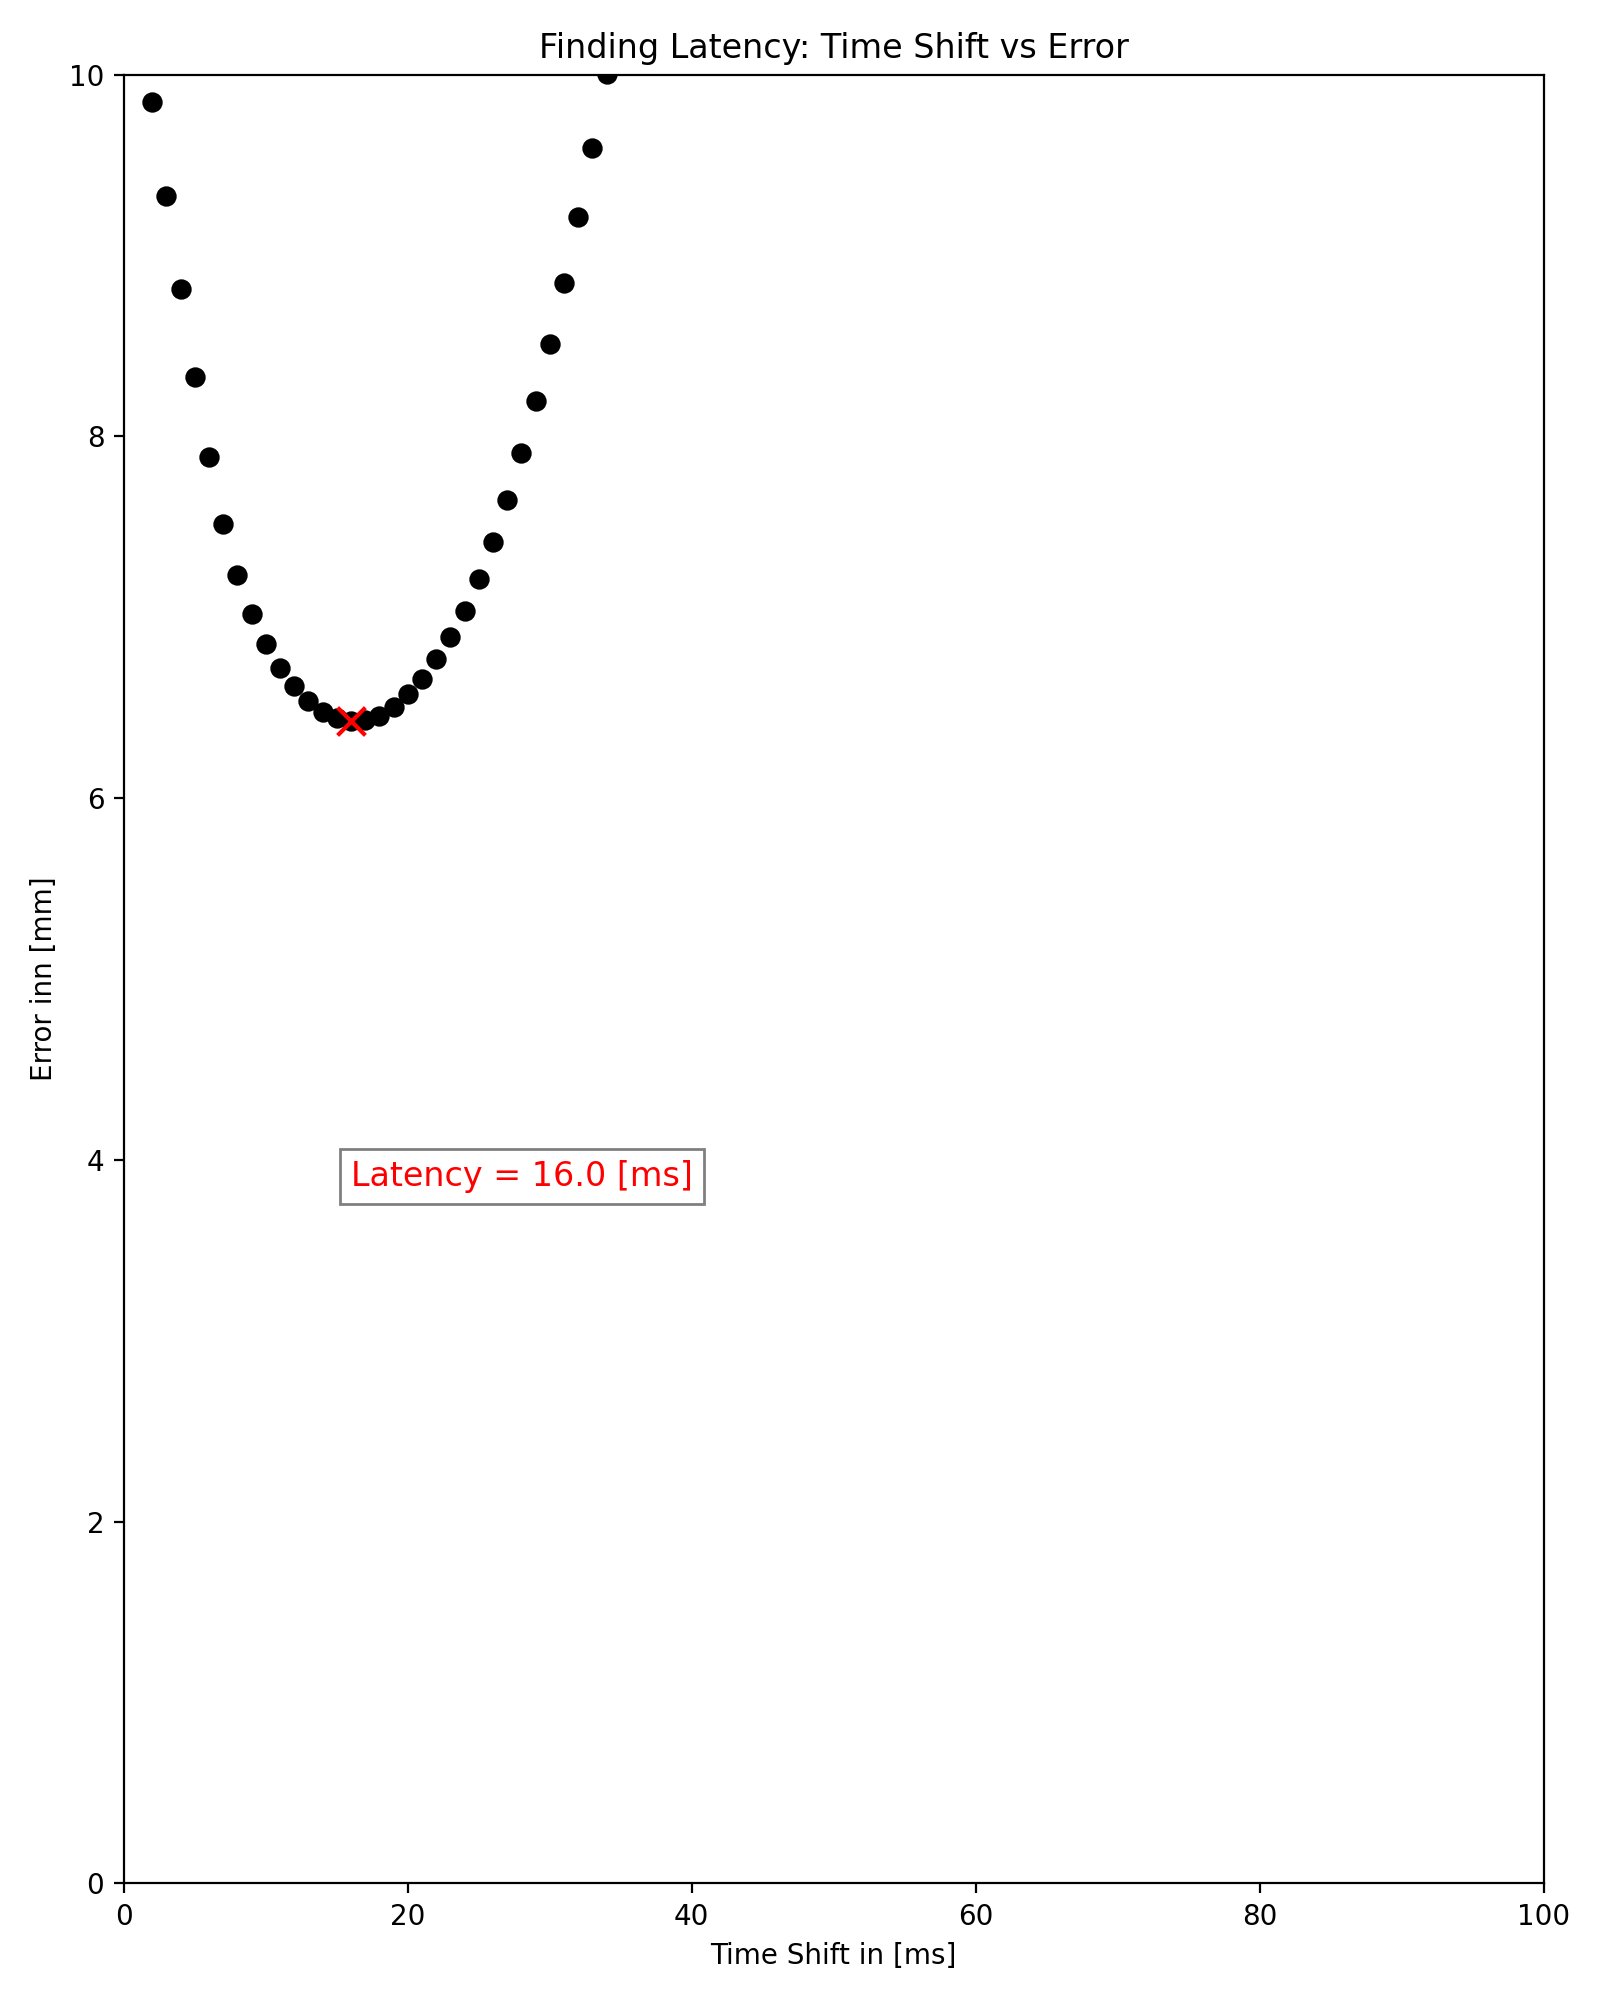 Finding Latency: Time Shift vs Error
10
8
6
4
2
0
Error inn [mm]
Latency = 16.0 [ms]
0 20 40 60 80 100
Time Shift in [ms]